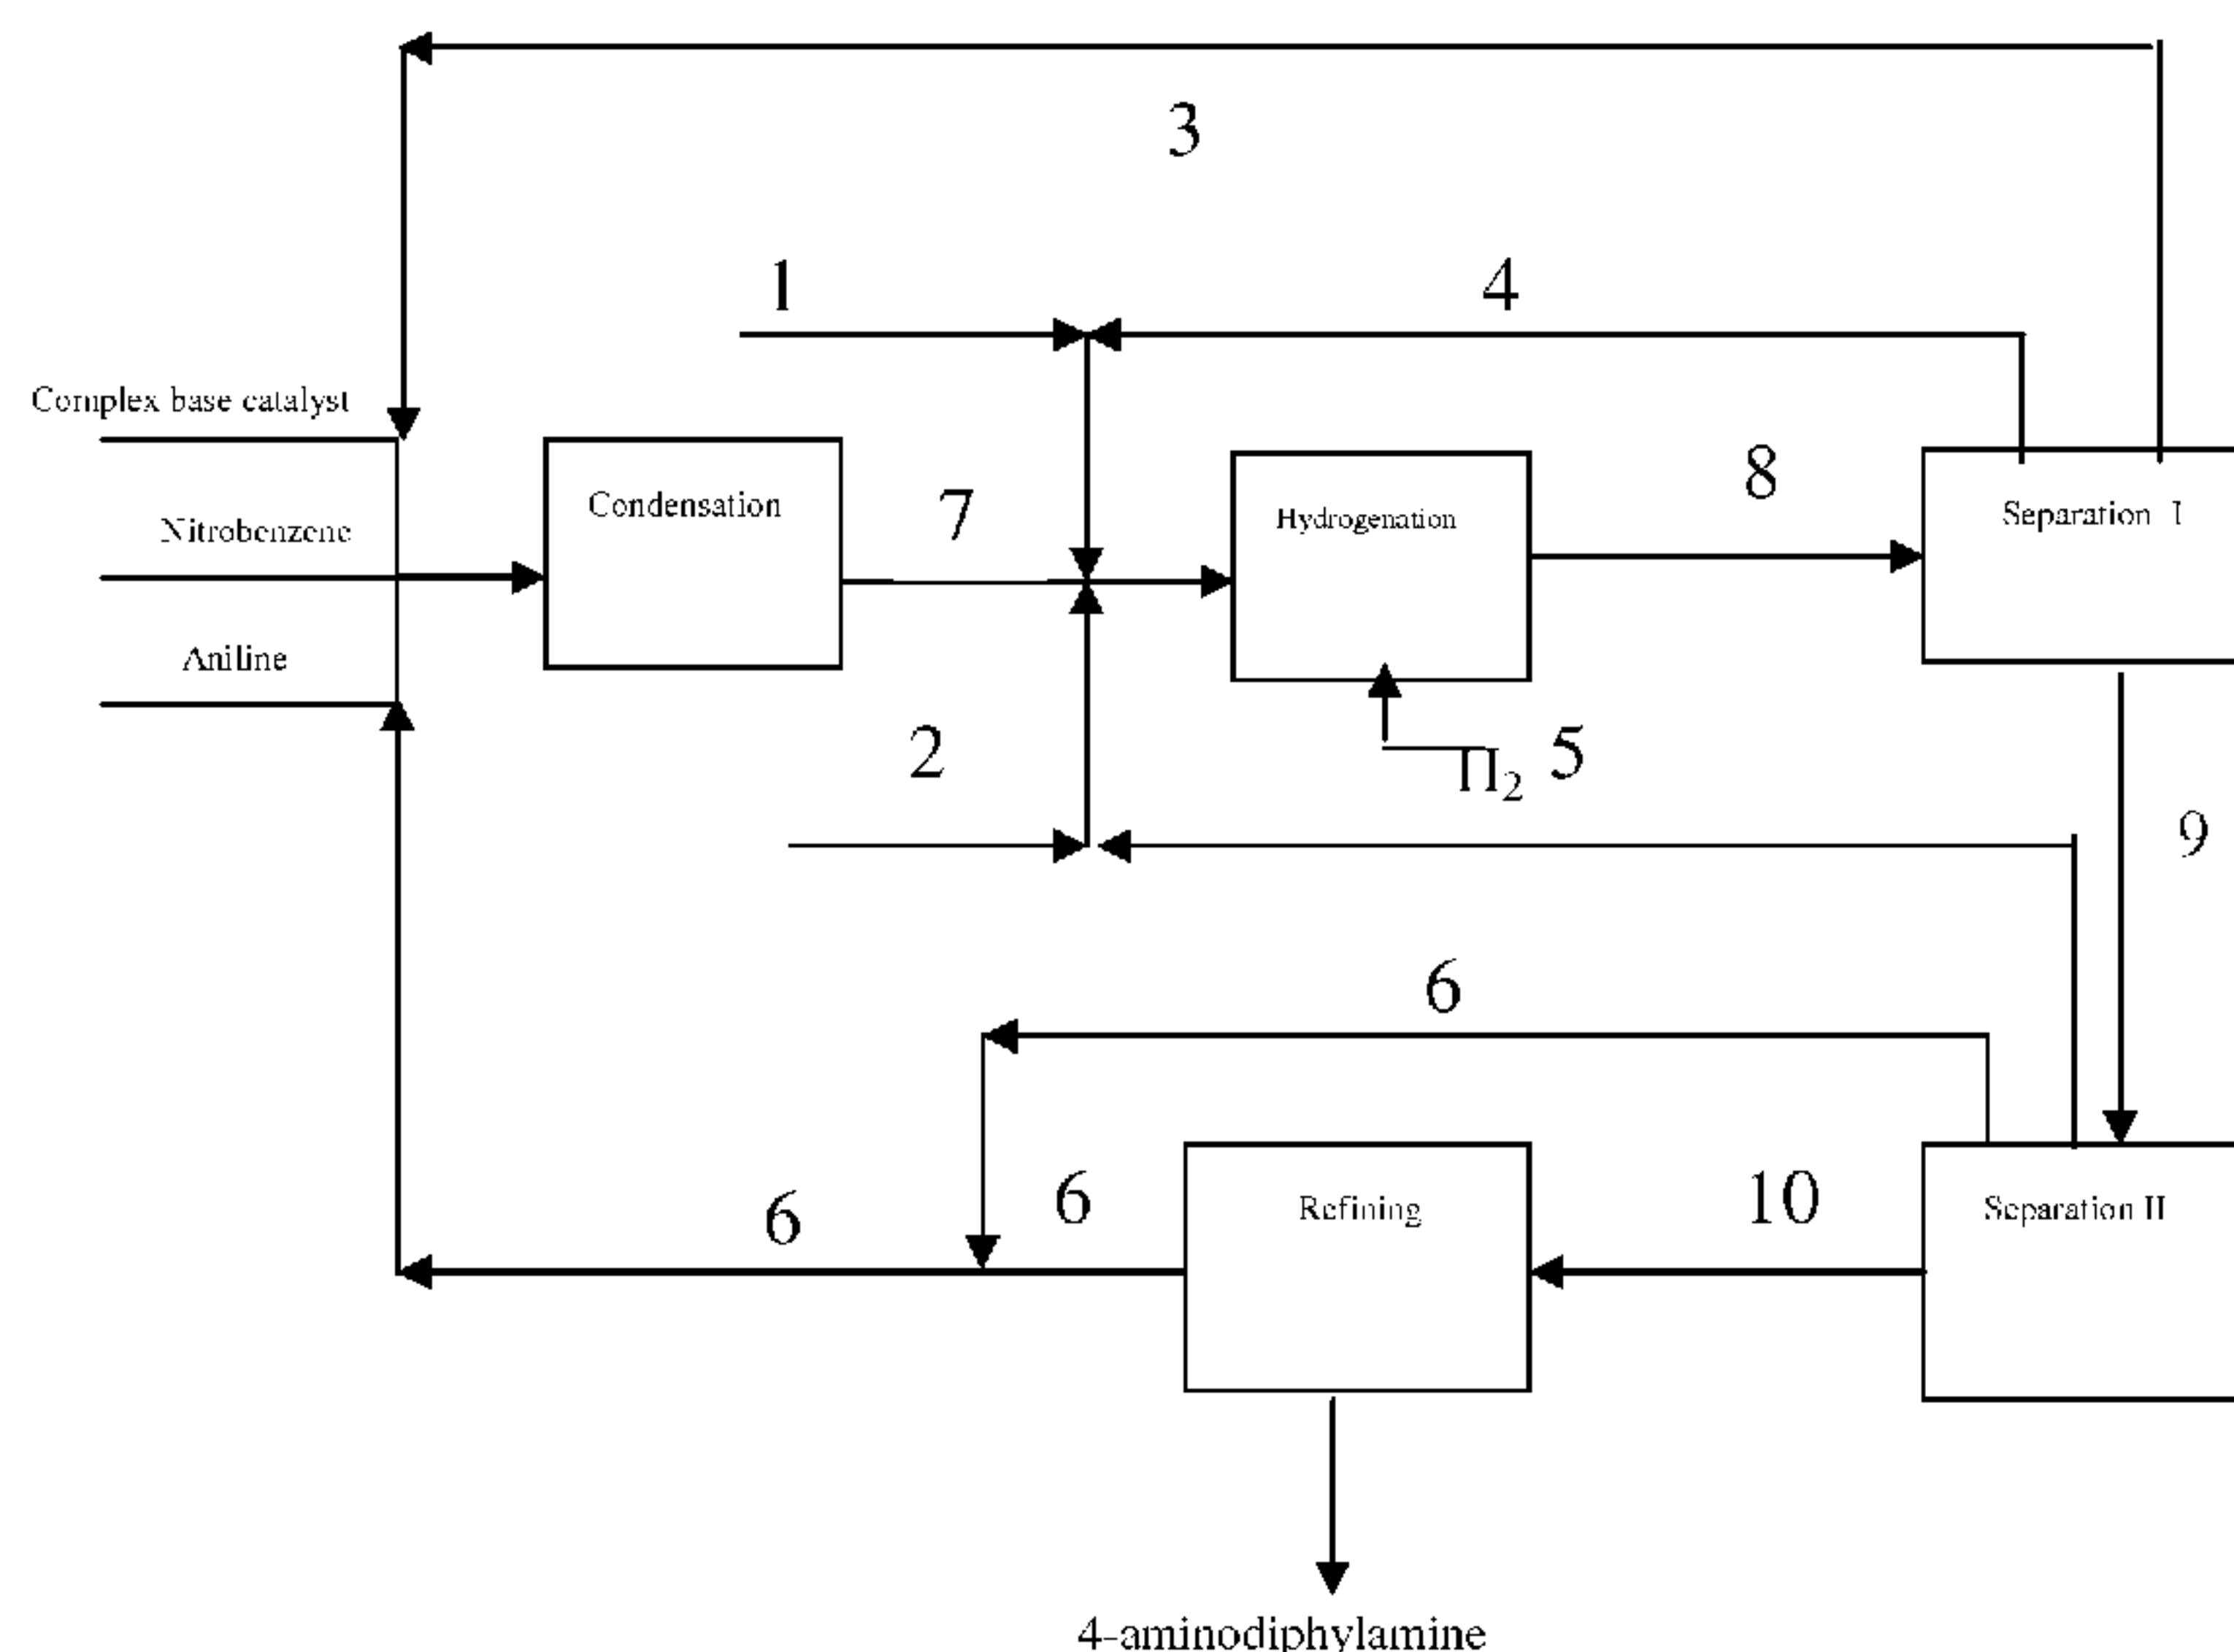 3
1
4
Complex base catalyst
Condensation
7
8
Hydrogenation
Separation I
Nitrobenzene
Aniline
2
Π₂ 5
9
6
6
6
Refining
10
Separation II
4-aminodiphylamine